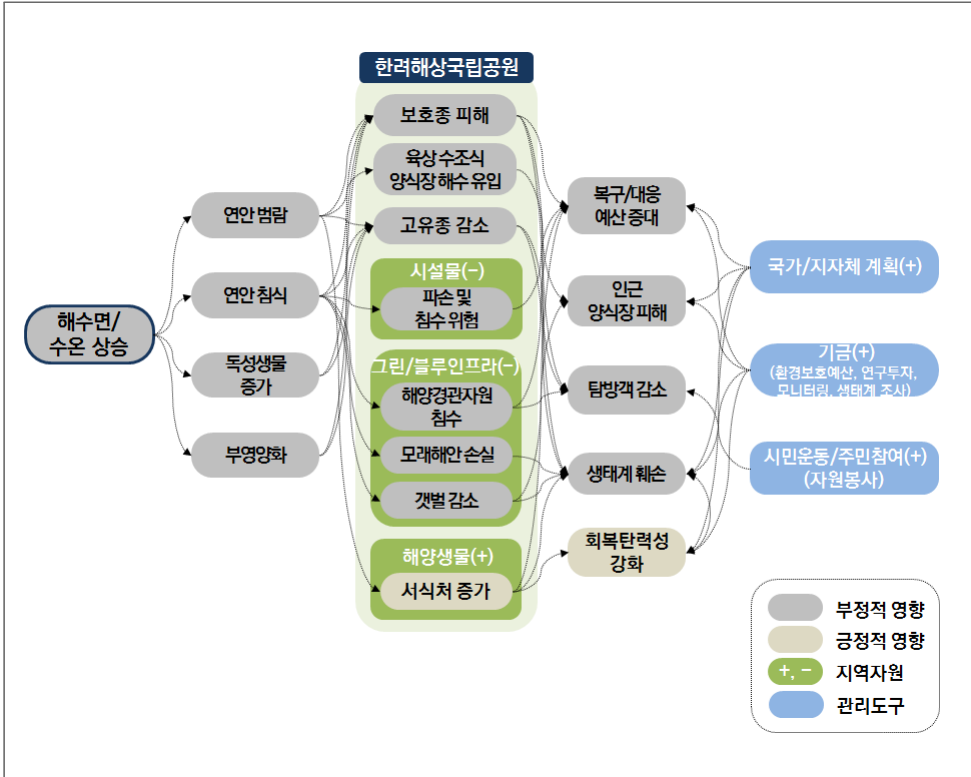 한려해상국립공원
해수면/
수온 상승
연안 범람
연안 침식
독성생물
증가
부영양화
보호종 피해
육상 수조식
양식장 해수 유입
고유종 감소
시설물(-)
파손 및
침수 위험
그린/블루인프라(-)
해양경관자원
침수
모래해안 손실
갯벌 감소
해양생물(+)
서식처 증가
복구/대응
예산 증대
인근
양식장 피해
탐방객 감소
생태계 훼손
회복탄력성
강화
국가/지자체 계획(+)
기금(+)
(환경보호예산, 연구투자,
모니터링, 생태계 조사)
시민운동/주민참여(+)
(자원봉사)
부정적 영향
긍정적 영향
+, - 지역자원
관리도구